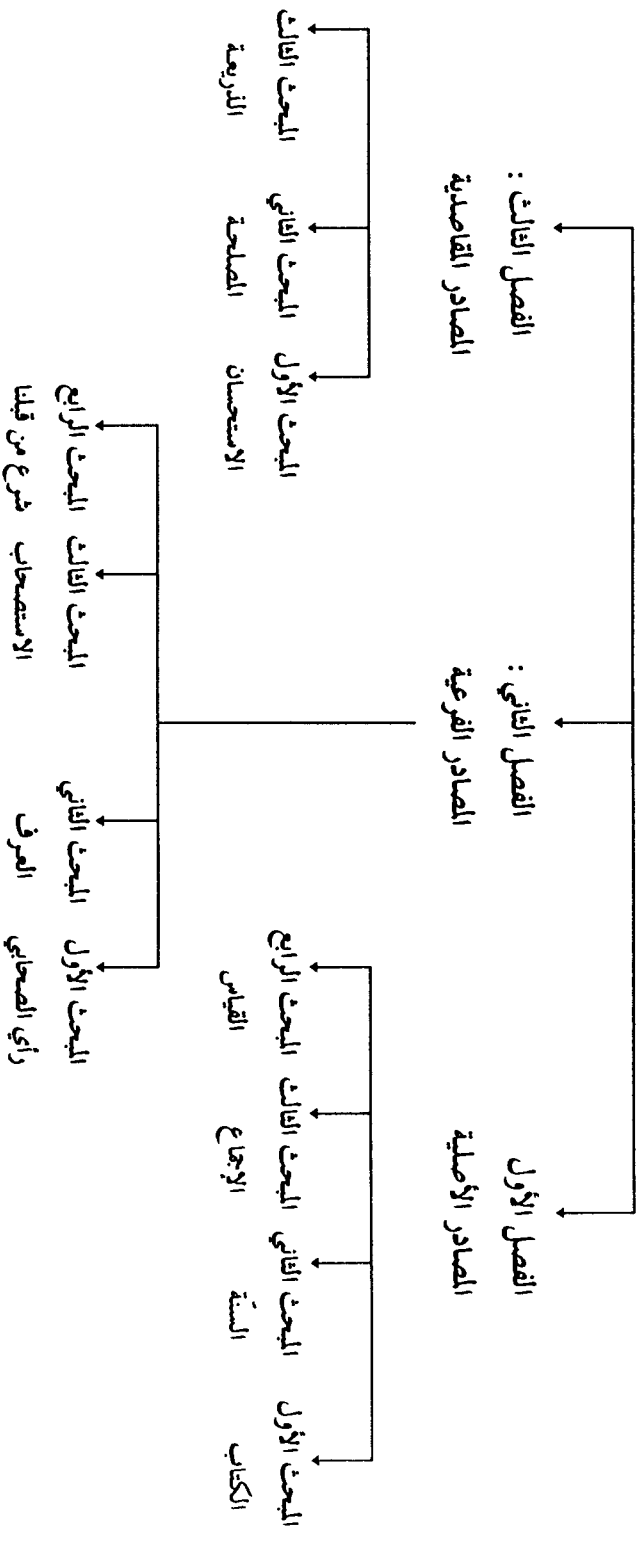 الفصل الأول
المصادر الأصلية
الفصل الثاني :
المصادر الفرعية
الفصل الثالث :
المصادر المقاصدية
المبحث الأول
الكتاب
المبحث الثاني
السنّة
المبحث الثالث
الإجماع
المبحث الرابع
القياس
المبحث الأول
رأي الصحابي
المبحث الثاني
العرف
المبحث الثالث
الاستصحاب
المبحث الرابع
شرع من قبلنا
المبحث الأول
الاستحسان
المبحث الثاني
المصلحة
المبحث الثالث
الذريعة